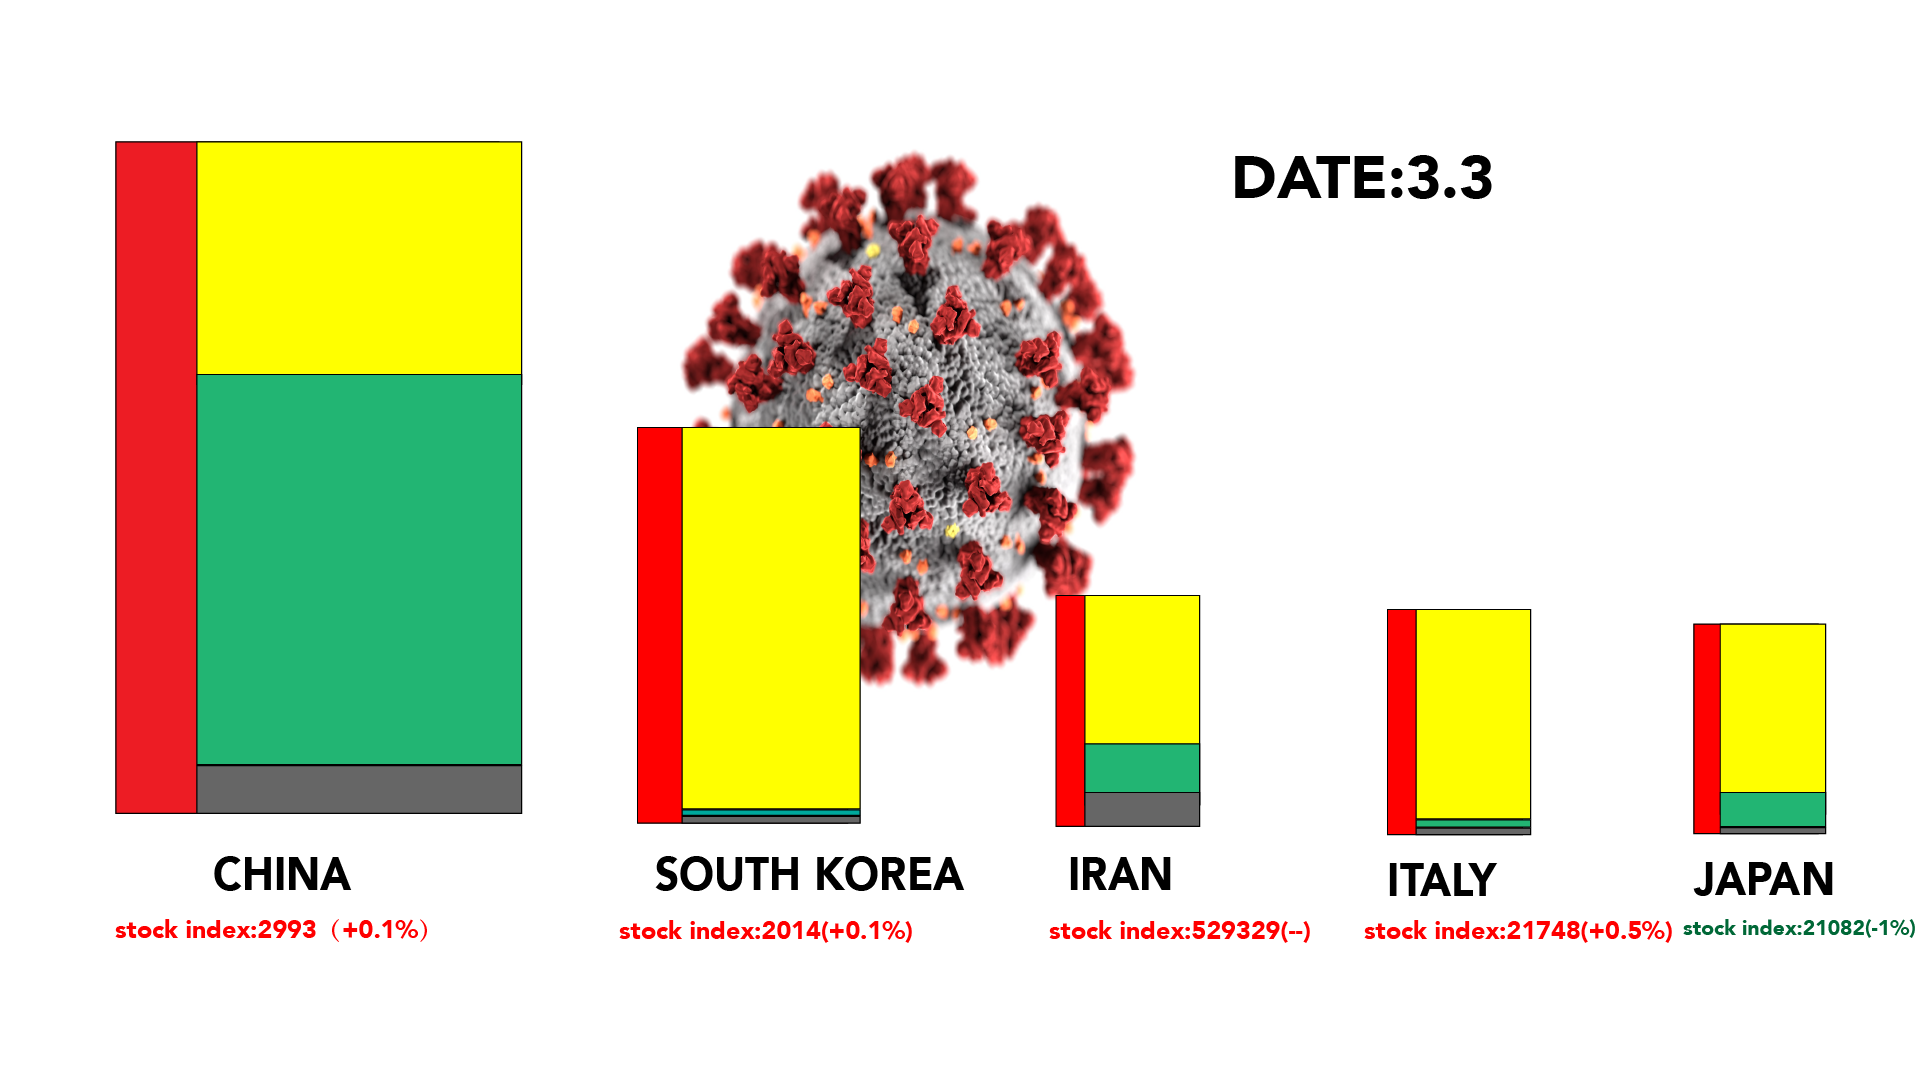 DATE:3.3
CHINA
SOUTH KOREA
IRAN
ITALY
JAPAN
stock index:2993（+0.1%）
stock index:2014(+0.1%)
stock index:529329(--)
stock index:21748(+0.5%)
stock index:21082(-1%)